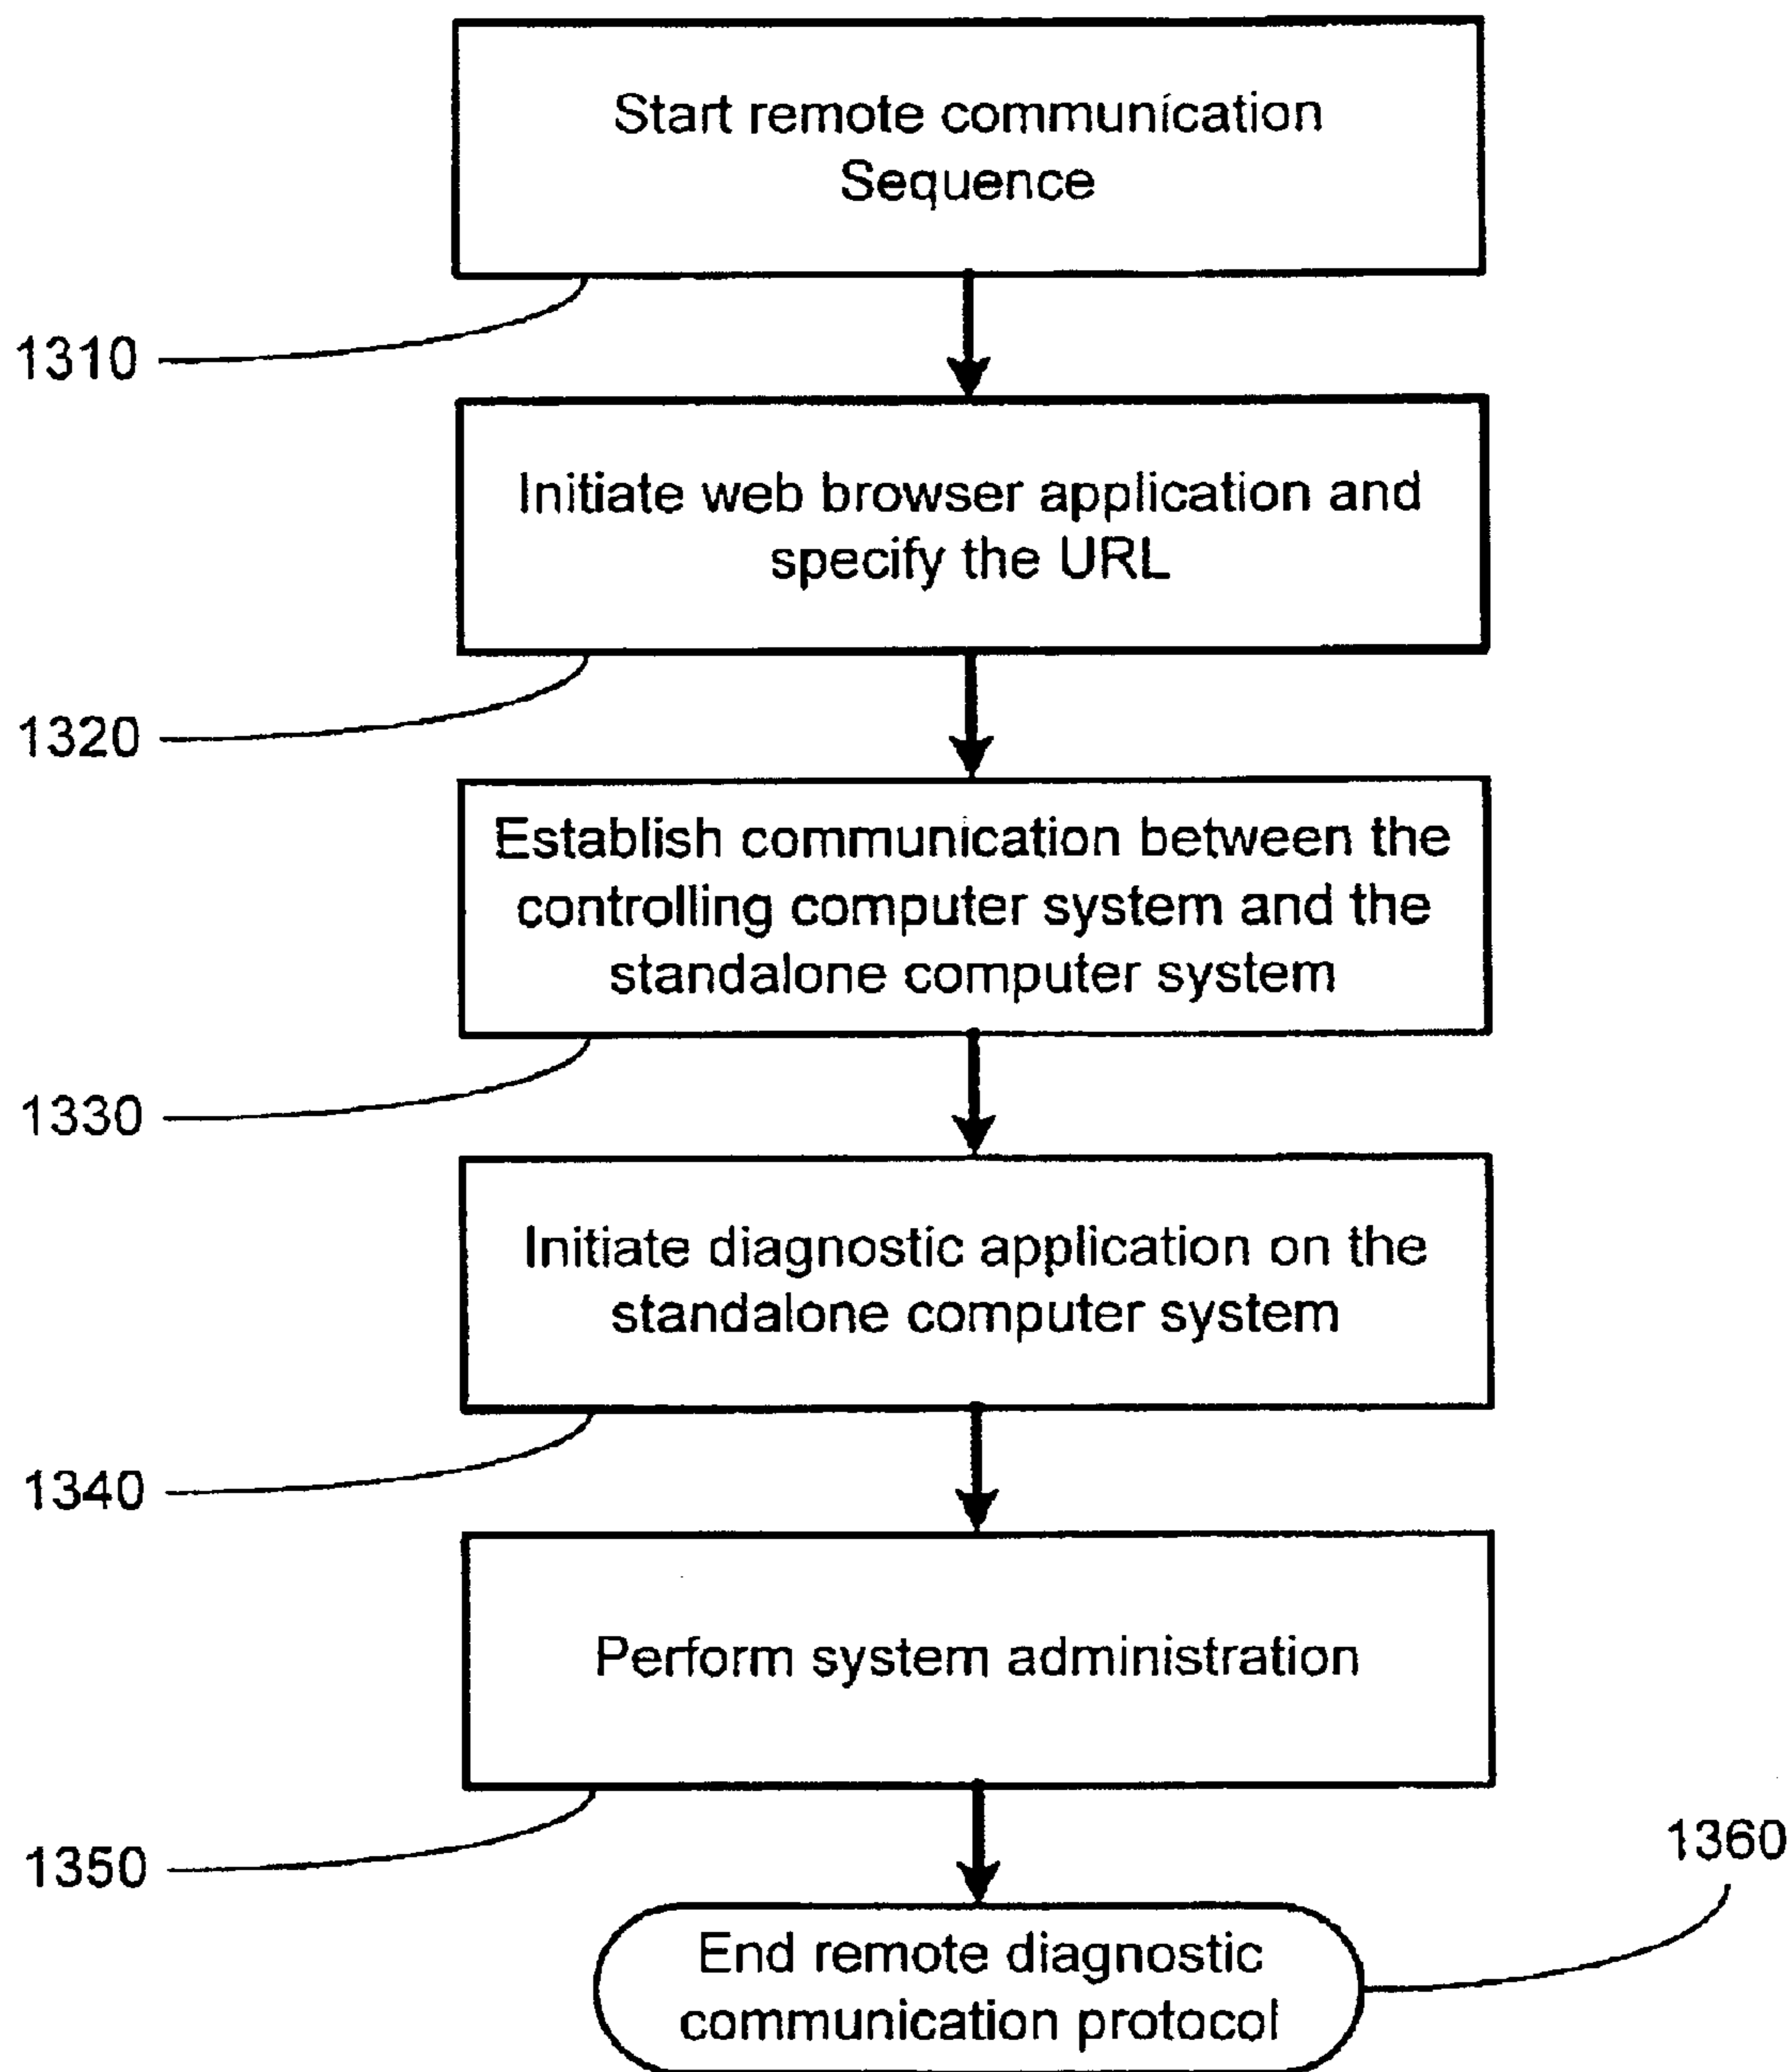 Start remote communication
Sequence
1310
Initiate web browser application and
specify the URL
1320
Establish communication between the
controlling computer system and the
standalone computer system
1330
Initiate diagnostic application on the
standalone computer system
1340
Perform system administration
1350
1360
End remote diagnostic
communication protocol